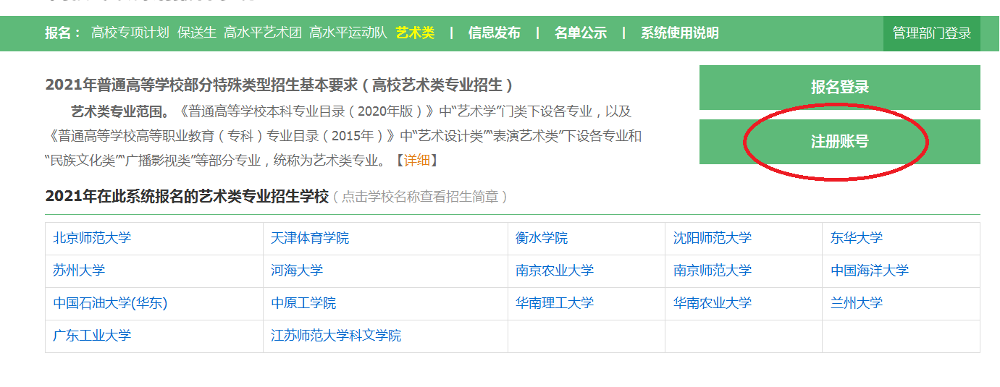 报名： 高校专项计划 保送生 高水平艺术团 高水平运动队 艺术类 | 信息发布 | 名单公示 | 系统使用说明 管理部门登录
2021年普通高等学校部分特殊类型招生基本要求（高校艺术类专业招生）
艺术类专业范围。《普通高等学校本科专业目录（2020年版）》中“艺术学”门类下设各专业，以及
《普通高等学校高等职业教育（专科）专业目录（2015年）》中“艺术设计类”“表演艺术类”下设各专业和
“民族文化类”“广播影视类”等部分专业，统称为艺术类专业。【详细】
报名登录
注册账号
2021年在此系统报名的艺术类专业招生学校（点击学校名称查看招生简章）
北京师范大学 天津体育学院 衡水学院 沈阳师范大学 东华大学
苏州大学 河海大学 南京农业大学 南京师范大学 中国海洋大学
中国石油大学(华东) 中原工学院 华南理工大学 华南农业大学 兰州大学
广东工业大学 江苏师范大学科文学院